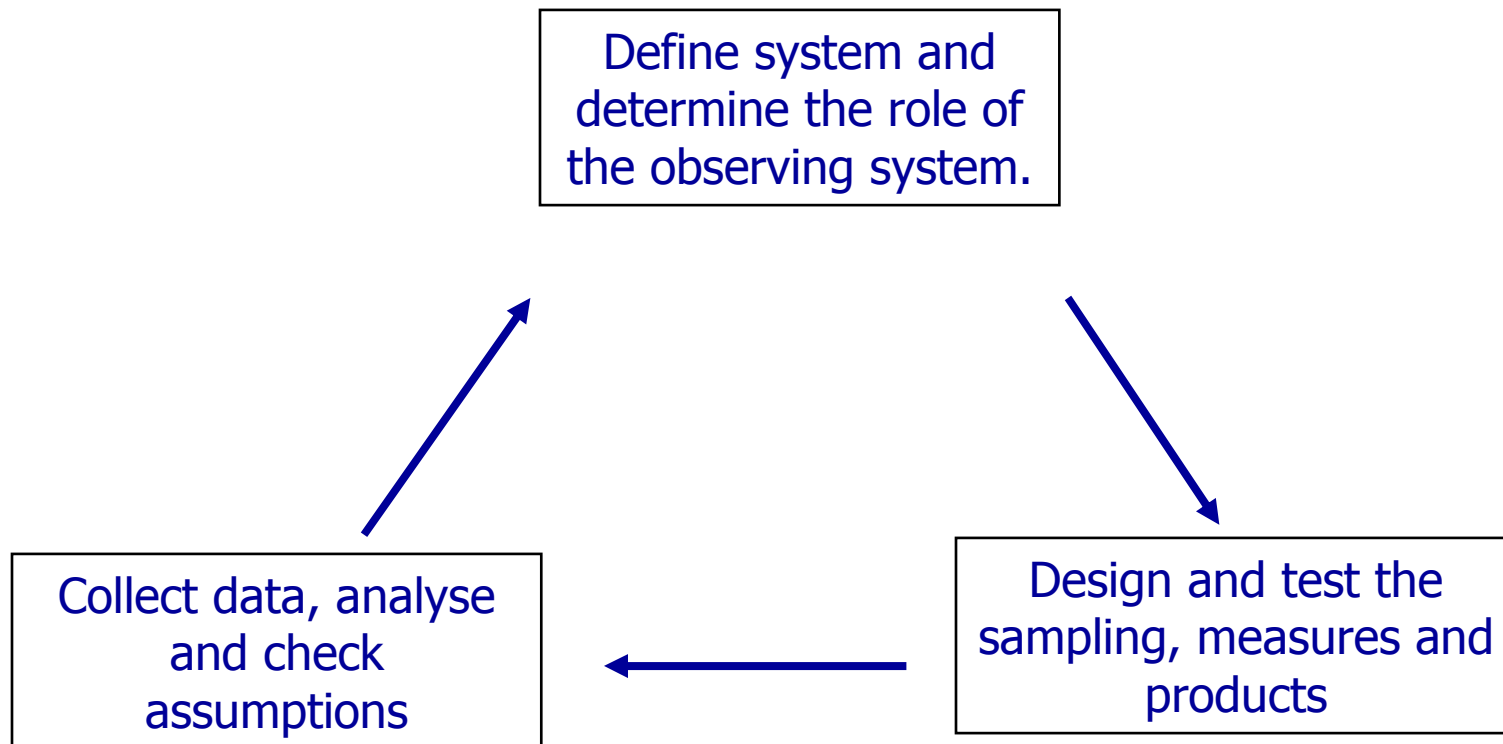 Define system and
determine the role of
the observing system.
Collect data, analyse
and check
assumptions
Design and test the
sampling, measures and
products